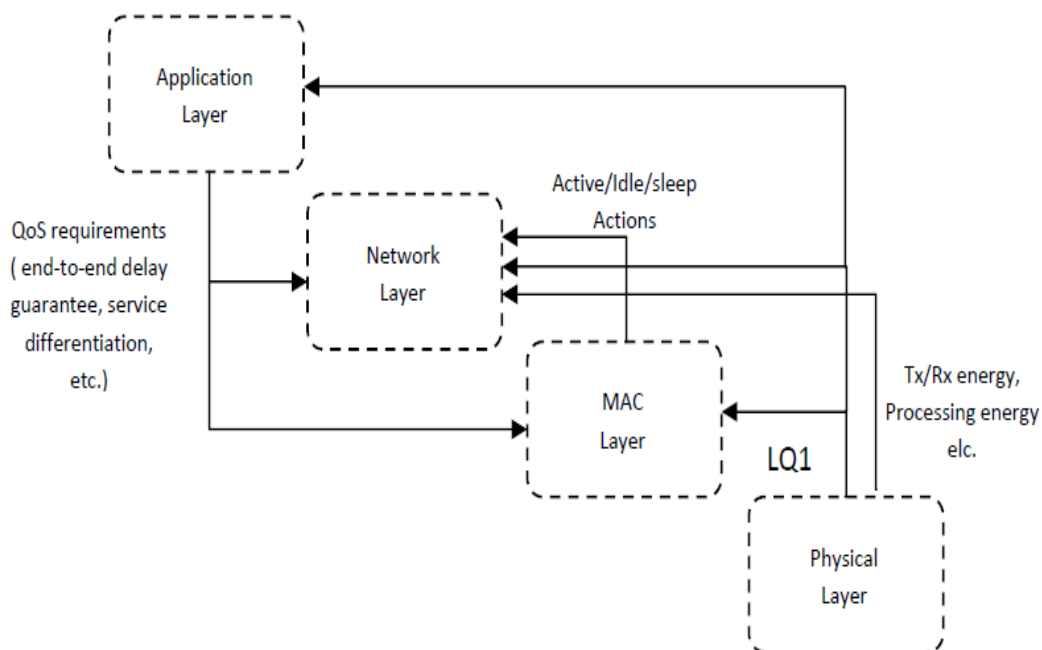 Application
Layer
Active/Idle/sleep
Actions
QoS requirements
( end-to-end delay
guarantee, service
differentiation,
etc.)
Network
Layer
MAC
Layer
Tx/Rx energy,
Processing energy
elc.
LQ1
Physical
Layer